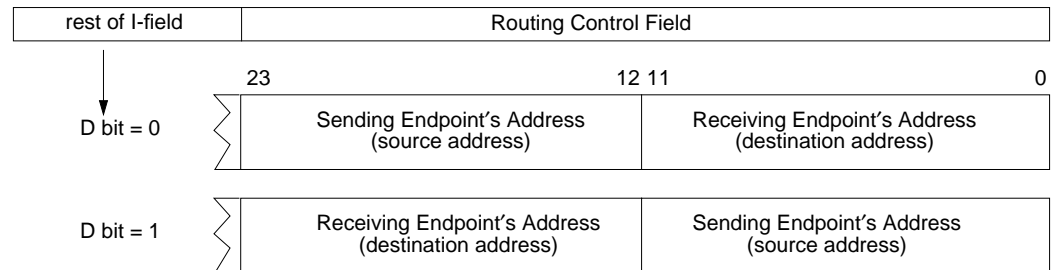 rest of I-field Routing Control Field
23 12 11 0
D bit = 0
Sending Endpoint's Address
(source address)
Receiving Endpoint's Address
(destination address)
D bit = 1
Receiving Endpoint's Address
(destination address)
Sending Endpoint's Address
(source address)